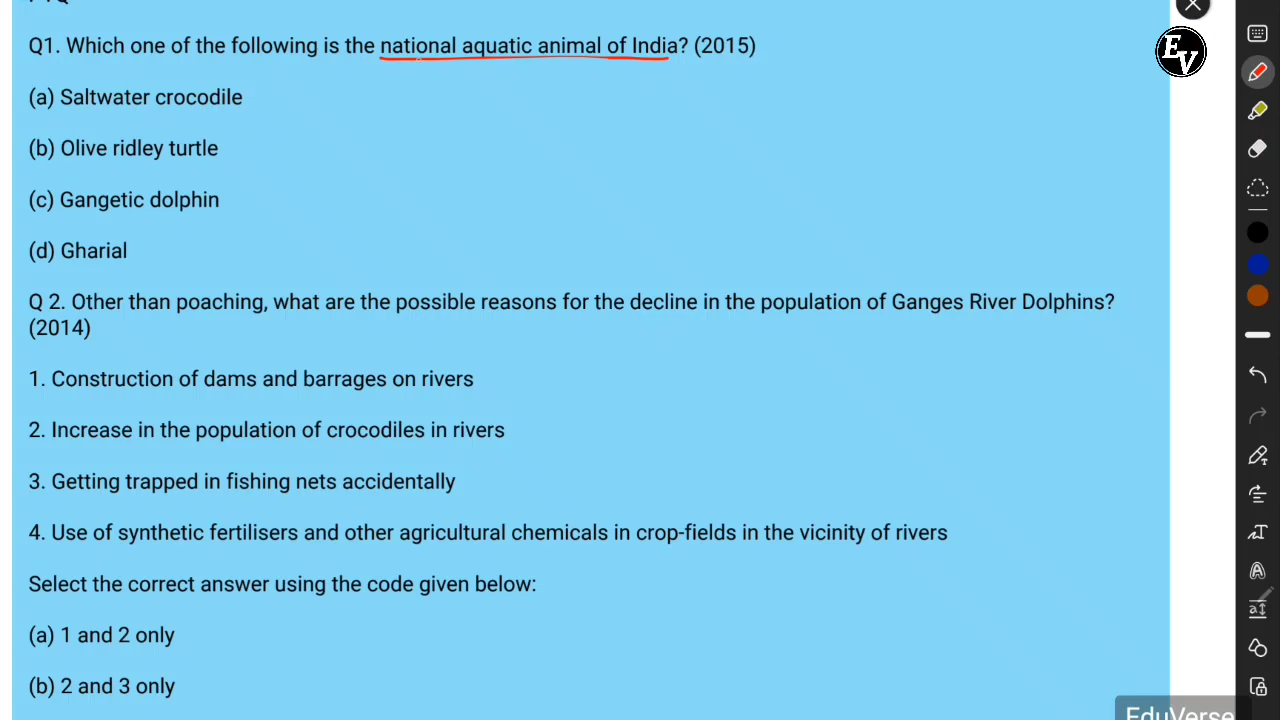 Q1. Which one of the following is the national aquatic animal of India? (2015)
EV
(a) Saltwater crocodile
(b) Olive ridley turtle
(c) Gangetic dolphin
(d) Gharial
Q 2. Other than poaching, what are the possible reasons for the decline in the population of Ganges River Dolphins?
(2014)
1. Construction of dams and barrages on rivers
2. Increase in the population of crocodiles in rivers
3. Getting trapped in fishing nets accidentally
4. Use of synthetic fertilisers and other agricultural chemicals in crop-fields in the vicinity of rivers
Select the correct answer using the code given below:
(a) 1 and 2 only
(b) 2 and 3 only
EduVerse